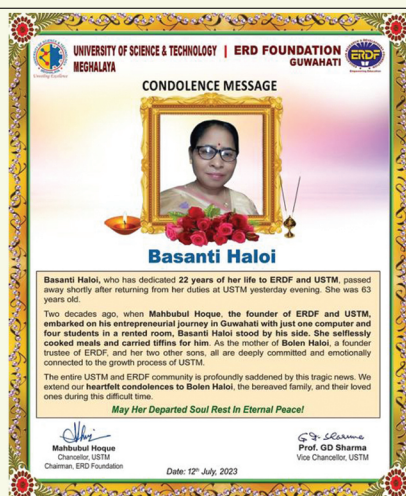 UNIVERSITY OF SCIENCE & TECHNOLOGY | ERD FOUNDATION
MEGHALAYA GUWAHATI
ERDF
CONDOLENCE MESSAGE
Basanti Haloi
Basanti Haloi, who has dedicated 22 years of her life to ERDF and USTM, passed
away shortly after returning from her duties at USTM yesterday evening. She was 63
years old.
Two decades ago, when Mahbubul Hoque, the founder of ERDF and USTM,
embarked on his entrepreneurial journey in Guwahati with just one computer and
four students in a rented room, Basanti Haloi stood by his side. She selflessly
cooked meals and carried tiffins for him. As the mother of Bolen Haloi, a founder
trustee of ERDF, and her two other sons, all are deeply committed and emotionally
connected to the growth process of USTM.
The entire USTM and ERDF community is profoundly saddened by this tragic news. We
extend our heartfelt condolences to Bolen Haloi, the bereaved family, and their loved
ones during this difficult time.
May Her Departed Soul Rest In Eternal Peace!
Mahbubul Hoque
Chancellor, USTM
Chairman, ERD Foundation
G D Sharma
Prof. GD Sharma
Vice Chancellor, USTM
Date: 12th July, 2023